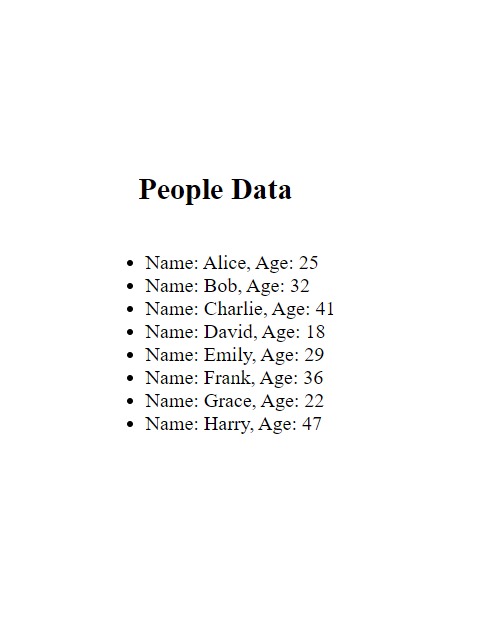 People Data
• Name: Alice, Age: 25
• Name: Bob, Age: 32
• Name: Charlie, Age: 41
• Name: David, Age: 18
• Name: Emily, Age: 29
• Name: Frank, Age: 36
• Name: Grace, Age: 22
• Name: Harry, Age: 47